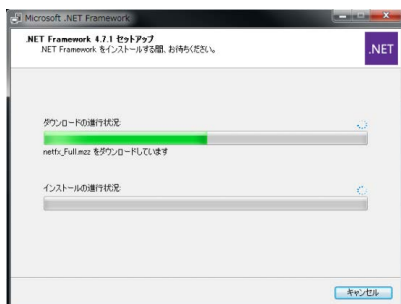 Microsoft .NET Framework
.NET Framework 4.7.1 セットアップ
.NET Framework をインストールする間、お待ちください。
.NET
ダウンロードの進行状況:
netfx_Full.mzz をダウンロードしています
インストールの進行状況:
キャンセル